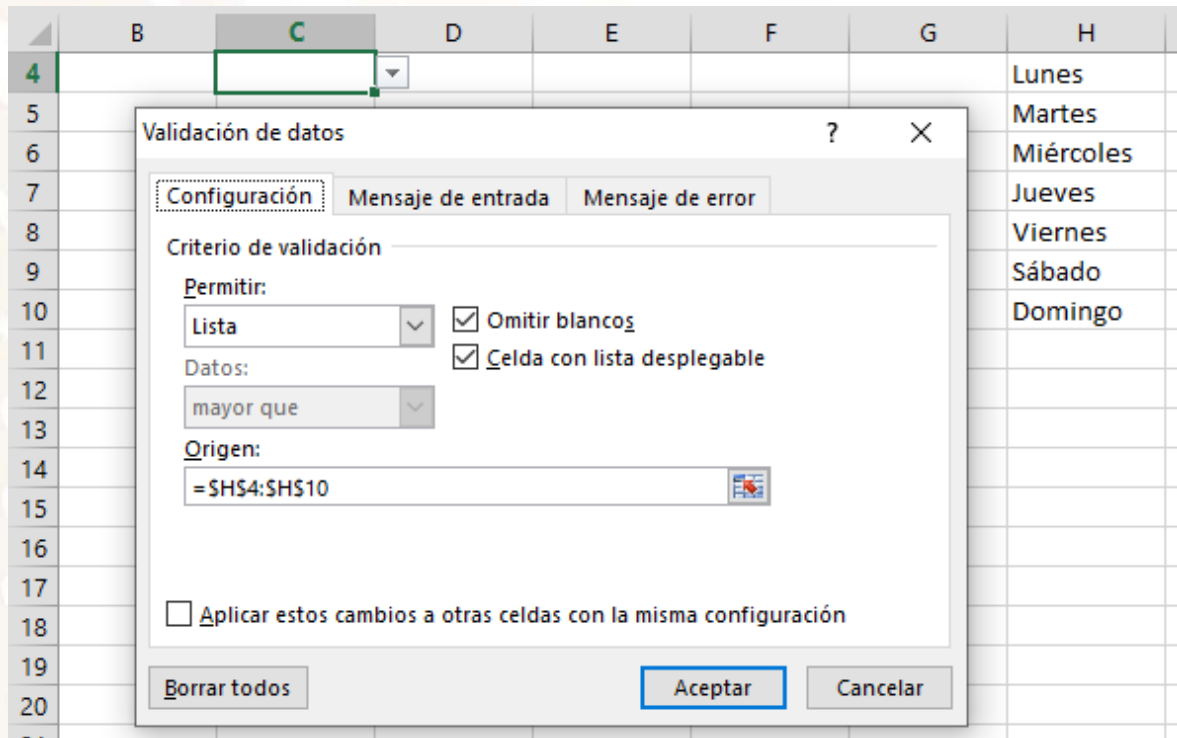 B C D E F G H
4 Lunes
5 Martes
6 Miércoles
7 Jueves
8 Viernes
9 Sábado
10 Domingo
11
12
13
14
15
16
17
18
19
20
Validación de datos ? X
Configuración Mensaje de entrada Mensaje de error
Criterio de validación
Permitir:
Lista Omitir blancos
Celda con lista desplegable
Datos:
mayor que
Origen:
=$H$4:$H$10
Aplicar estos cambios a otras celdas con la misma configuración
Borrar todos Aceptar Cancelar